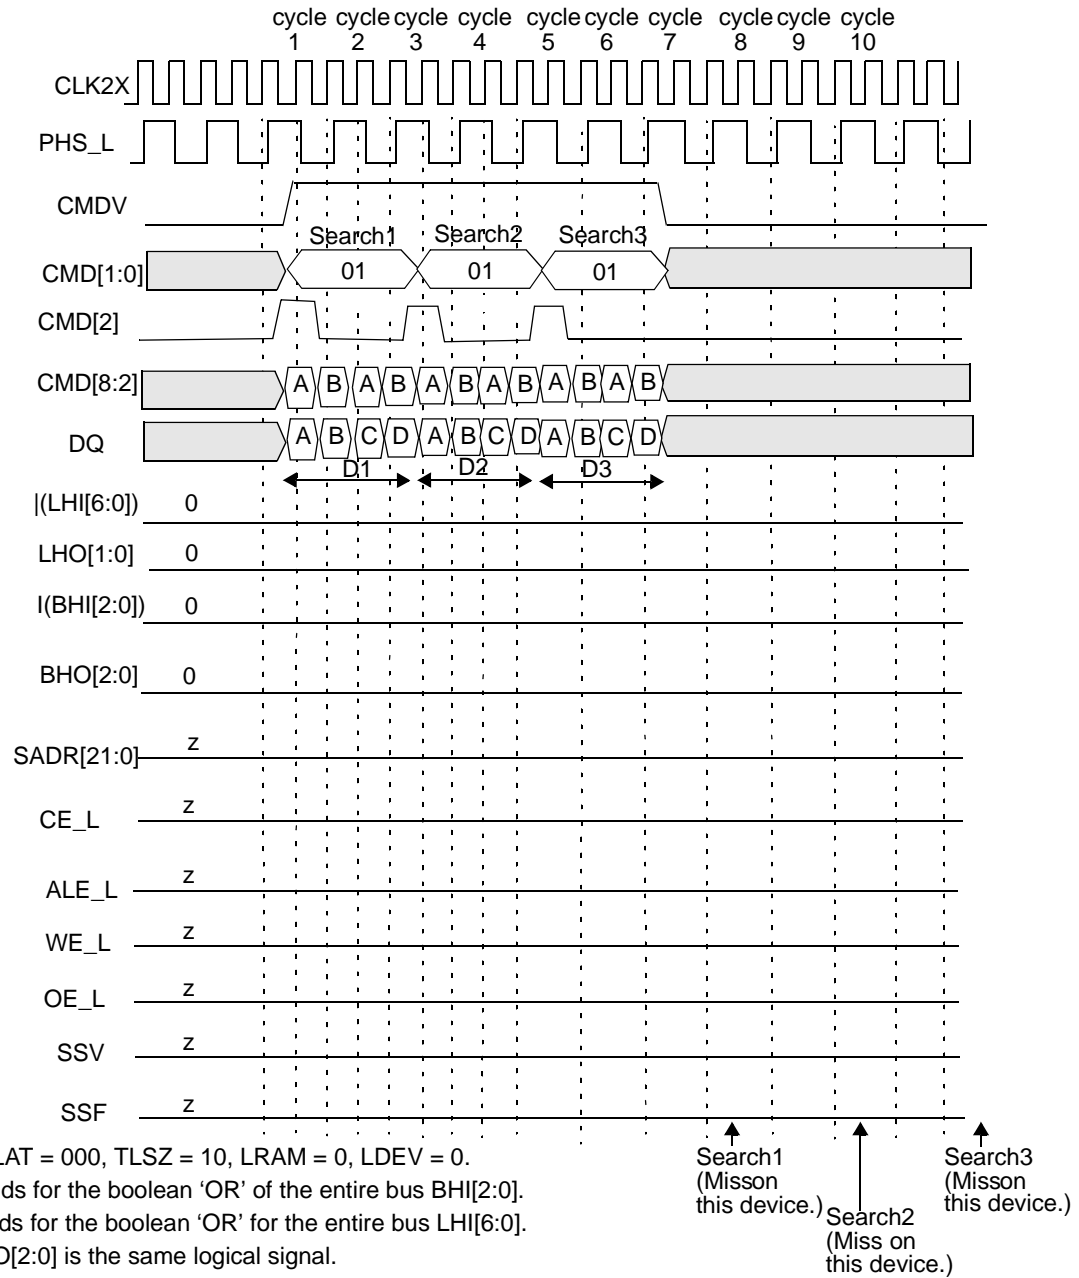 cycle cycle cycle cycle cycle cycle cycle cycle cycle cycle
1 2 3 4 5 6 7 8 9 10
CLK2X
PHS_L
CMDV
Search1 Search2 Search3
CMD[1:0] 01 01 01
CMD[2]
CMD[8:2] A B A B A B A B A B A B
DQ A B C D A B C D A B C D
D1 D2 D3
|(LHI[6:0]) 0
LHO[1:0] 0
I(BHI[2:0]) 0
BHO[2:0] 0
SADR[21:0] z
CE_L z
ALE_L z
WE_L z
OE_L z
SSV z
SSF z
LAT = 000, TLSZ = 10, LRAM = 0, LDEV = 0.
ds for the boolean ‘OR’ of the entire bus BHI[2:0].
ds for the boolean ‘OR’ for the entire bus LHI[6:0].
O[2:0] is the same logical signal.
Search1
(Misson
this device.)
Search2
(Miss on
this device.)
Search3
(Misson
this device.)